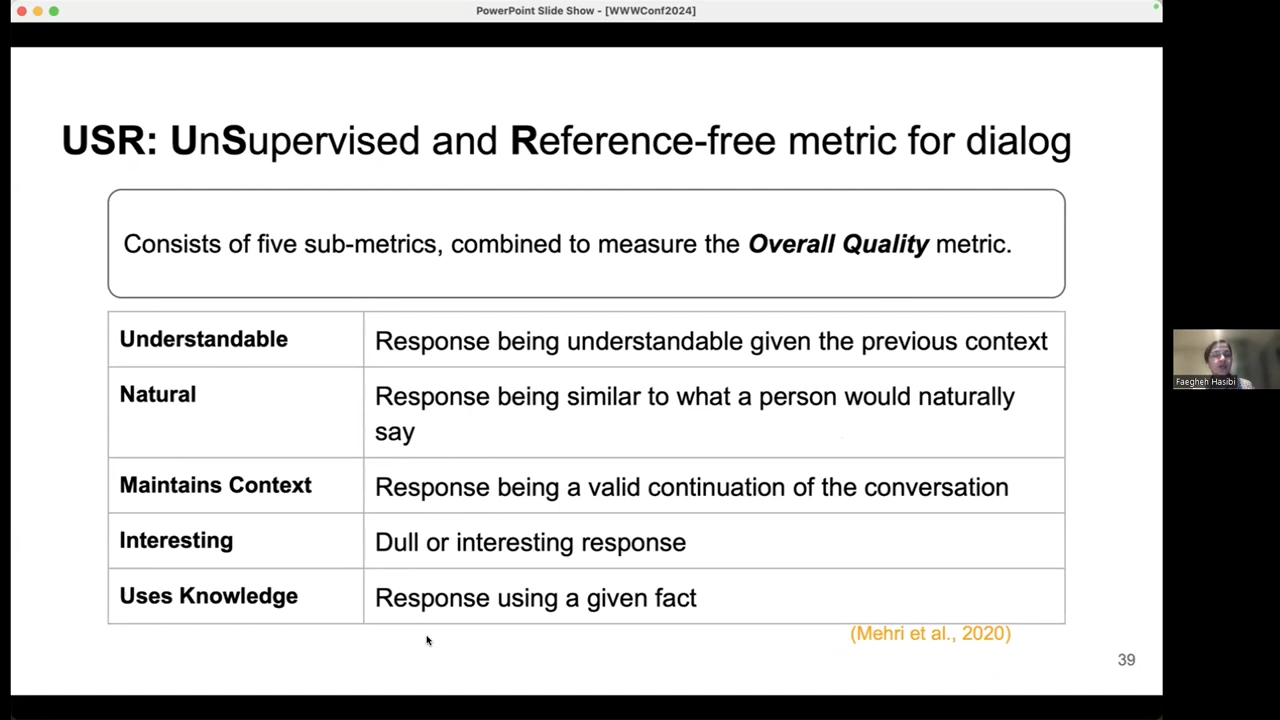 PowerPoint Slide Show - [WWWConf2024]
USR: UnSupervised and Reference-free metric for dialog
Consists of five sub-metrics, combined to measure the Overall Quality metric.
Understandable
Response being understandable given the previous context
Natural
Response being similar to what a person would naturally
say
Maintains Context
Response being a valid continuation of the conversation
Interesting
Dull or interesting response
Uses Knowledge
Response using a given fact
(Mehri et al., 2020)
39
Faegheh Hasibi